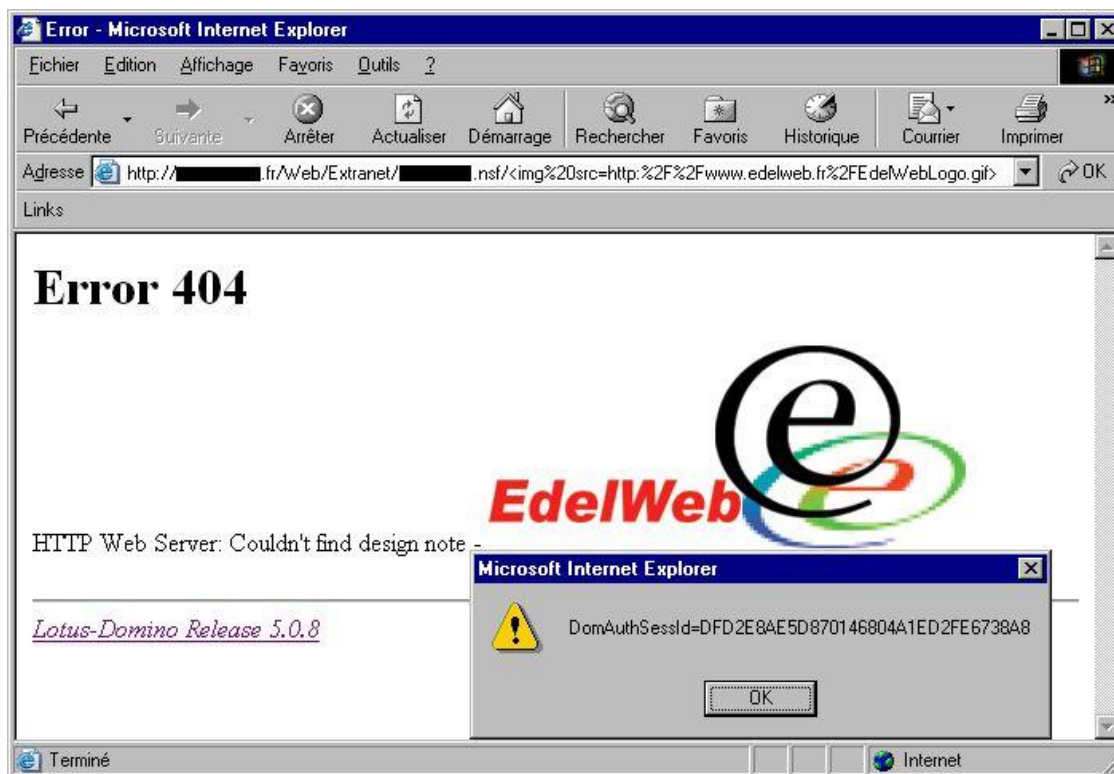 Error - Microsoft Internet Explorer
Fichier Edition Affichage Favoris Outils ?
Précédente Suivante Arrêter Actualiser Démarrage Rechercher Favoris Historique Courrier Imprimer »
Adresse http://.fr/Web/Extranet/.nsf/<img%20src=http:%2F%2Fwww.edelweb.fr%2FEdelWebLogo.gif> OK
Links
Error 404
e
e
EdelWeb
HTTP Web Server: Couldn't find design note -
Microsoft Internet Explorer
Lotus-Domino Release 5.0.8
DomAuthSessId=DFD2E8AE5D870146804A1ED2FE6738A8
OK
Terminé Internet